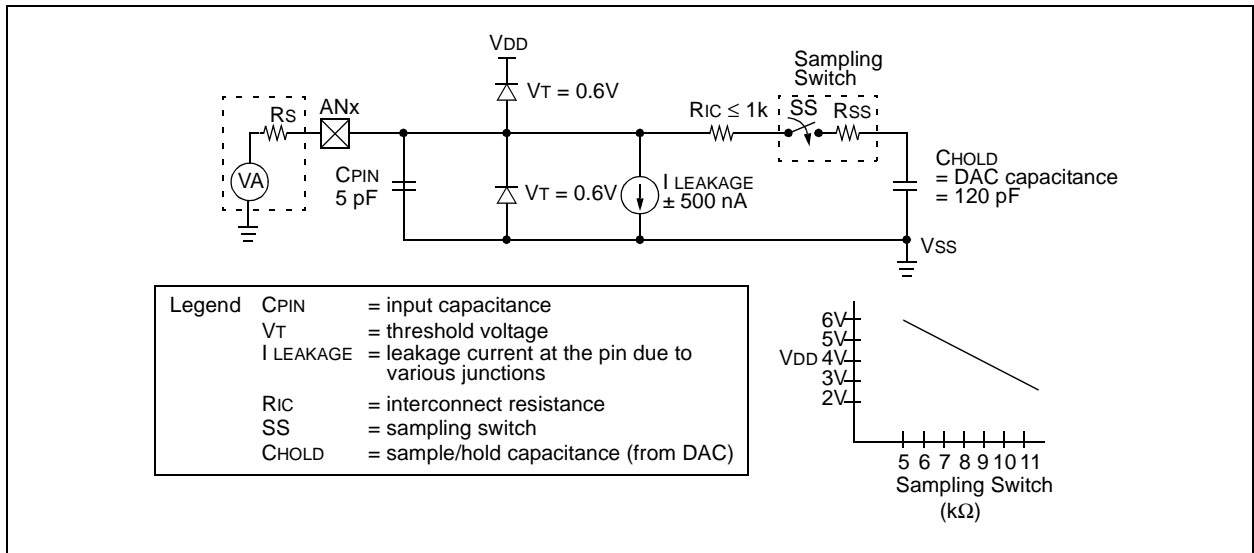 VDD
VT = 0.6V
RS
ANx
VA
CPIN
5 pF
VT = 0.6V
I LEAKAGE
± 500 nA
RIC ≤ 1k
Sampling
Switch
SS
RSS
CHOLD
= DAC capacitance
= 120 pF
VSS
Legend CPIN = input capacitance
VT = threshold voltage
I LEAKAGE = leakage current at the pin due to
various junctions
RIC = interconnect resistance
SS = sampling switch
CHOLD = sample/hold capacitance (from DAC)
6V
5V
VDD 4V
3V
2V
5 6 7 8 9 10 11
Sampling Switch
(kΩ)